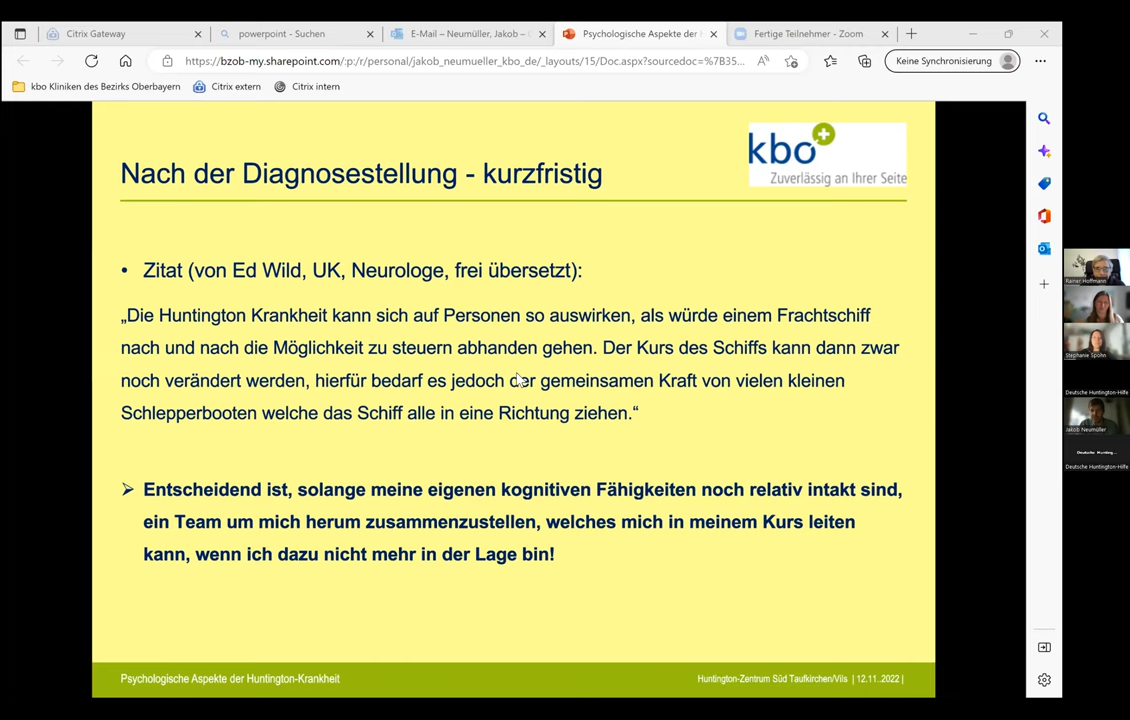 Citrix Gateway
powerpoint - Suchen
E-Mail – Neumüller, Jakob –
Psychologische Aspekte der
Fertige Teilnehmer - Zoom
https://bzob-my.sharepoint.com/:p:/r/personal/jakob_neumueller_kbo_de/_layouts/15/Doc.aspx?sourcedoc=%7B35...
Keine Synchronisierung
kbo Kliniken des Bezirks Oberbayern
Citrix extern
Citrix intern
kbo
Zuverlässig an Ihrer Seite
Nach der Diagnosestellung - kurzfristig
• Zitat (von Ed Wild, UK, Neurologe, frei übersetzt):
„Die Huntington Krankheit kann sich auf Personen so auswirken, als würde einem Frachtschiff
nach und nach die Möglichkeit zu steuern abhanden gehen. Der Kurs des Schiffs kann dann zwar
noch verändert werden, hierfür bedarf es jedoch der gemeinsamen Kraft von vielen kleinen
Schlepperbooten welche das Schiff alle in eine Richtung ziehen.“
Entscheidend ist, solange meine eigenen kognitiven Fähigkeiten noch relativ intakt sind,
ein Team um mich herum zusammenzustellen, welches mich in meinem Kurs leiten
kann, wenn ich dazu nicht mehr in der Lage bin!
Psychologische Aspekte der Huntington-Krankheit
Huntington-Zentrum Süd Taufkirchen/Vils | 12.11..2022 |
Rainer Hoffmann
Stephanie Spohn
Deutsche Huntington-Hilfe
Jakob Neumüller
Deutsche Hunting...
Deutsche Huntington-Hilfe